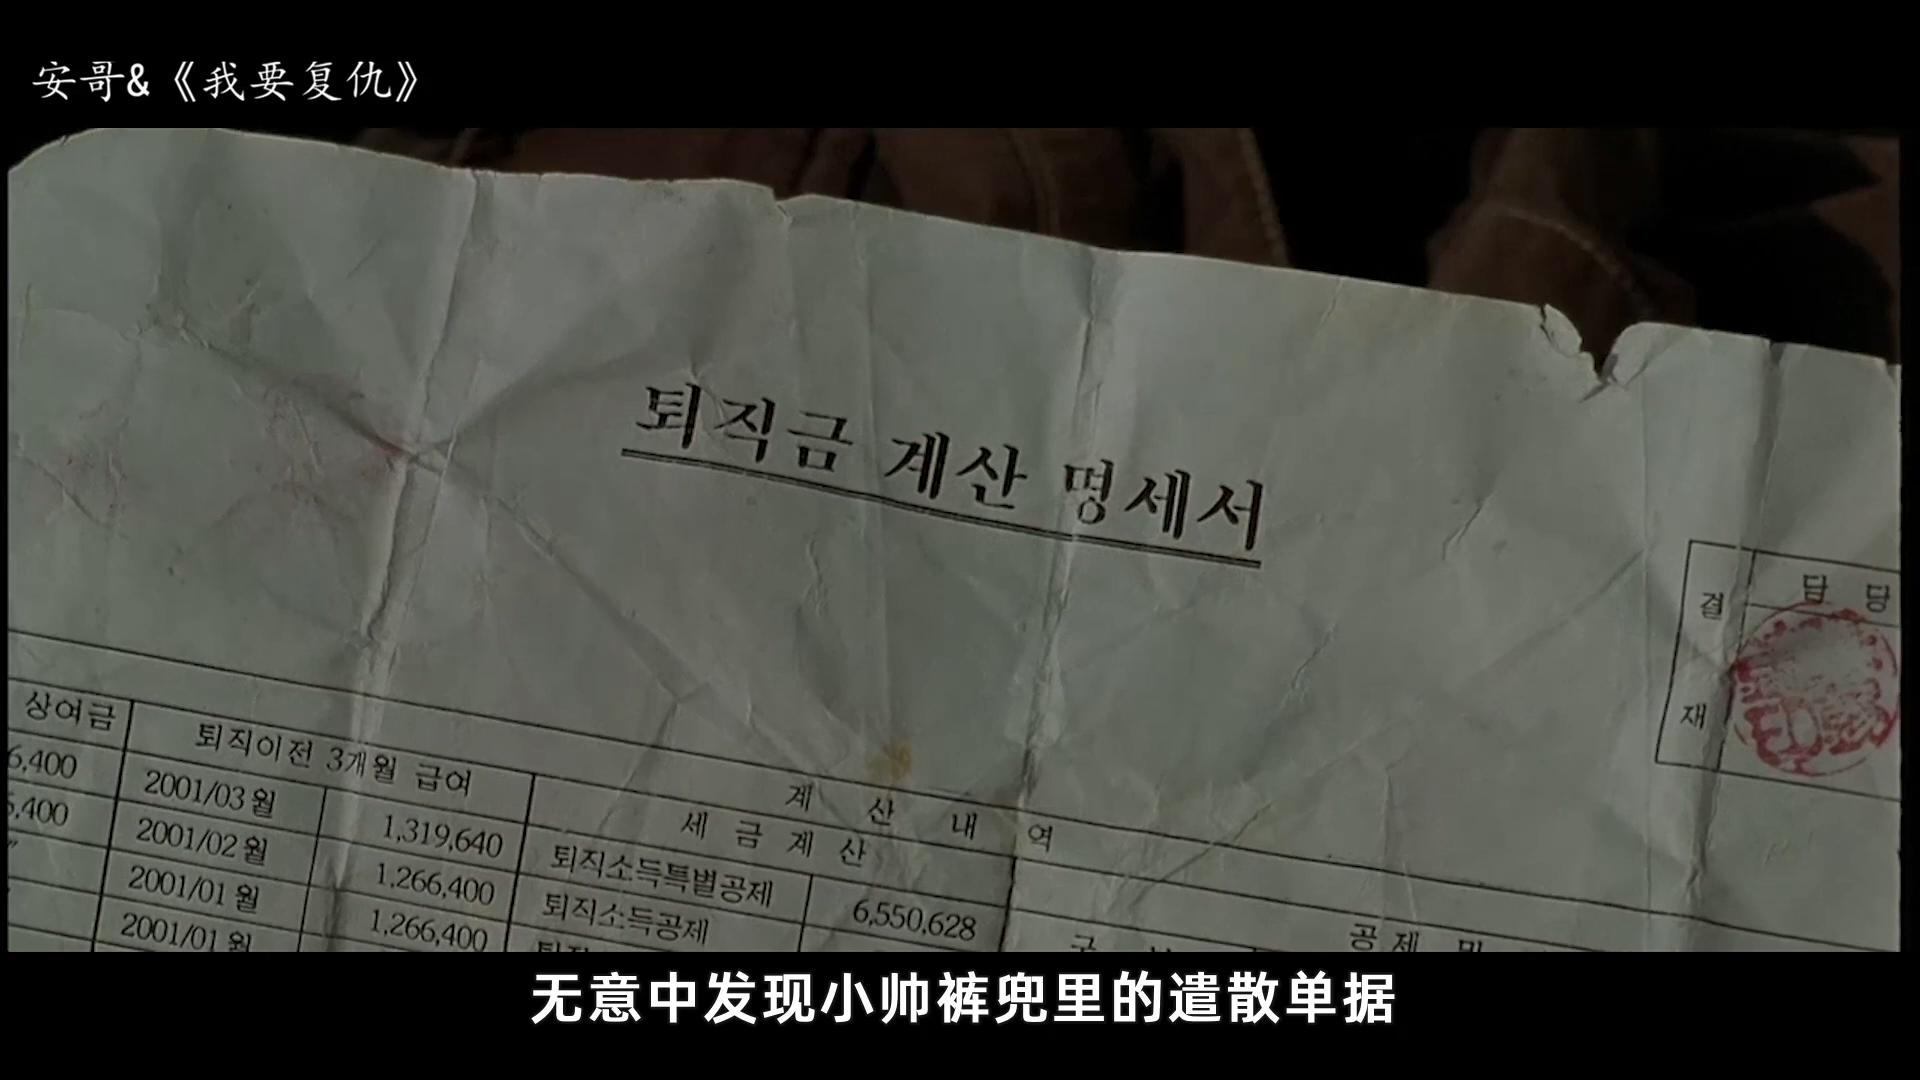 安哥&《我要复仇》
퇴직금 계산 명세서
담 당
결
재
상여금
퇴직이전 3개월 급여
계 산 내 역
6,400
2001/03월
1,319,640
세 금 계 산
5,400
2001/02월
1,266,400
퇴직소득특별공제
6,550,628
2001/01월
1,266,400
퇴직소득공제
2001/01월
공제 및
无意中发现小帅裤兜里的遣散单据